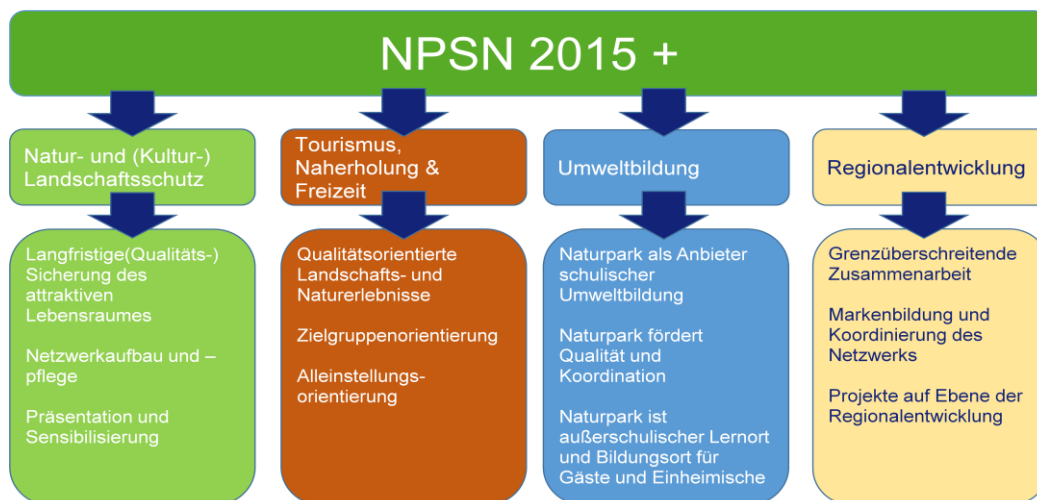 NPSN 2015 +
Natur- und (Kultur-)
Landschaftsschutz
Tourismus,
Naherholung &
Freizeit
Umweltbildung
Regionalentwicklung
Langfristige(Qualitäts-)
Sicherung des
attraktiven
Lebensraumes
Netzwerkaufbau und –
pflege
Präsentation und
Sensibilisierung
Qualitätsorientierte
Landschafts- und
Naturerlebnisse
Zielgruppenorientierung
Alleinstellungs-
orientierung
Naturpark als Anbieter
schulischer
Umweltbildung
Naturpark fördert
Qualität und
Koordination
Naturpark ist
außerschulischer Lernort
und Bildungsort für
Gäste und Einheimische
Grenzüberschreitende
Zusammenarbeit
Markenbildung und
Koordinierung des
Netzwerks
Projekte auf Ebene der
Regionalentwicklung